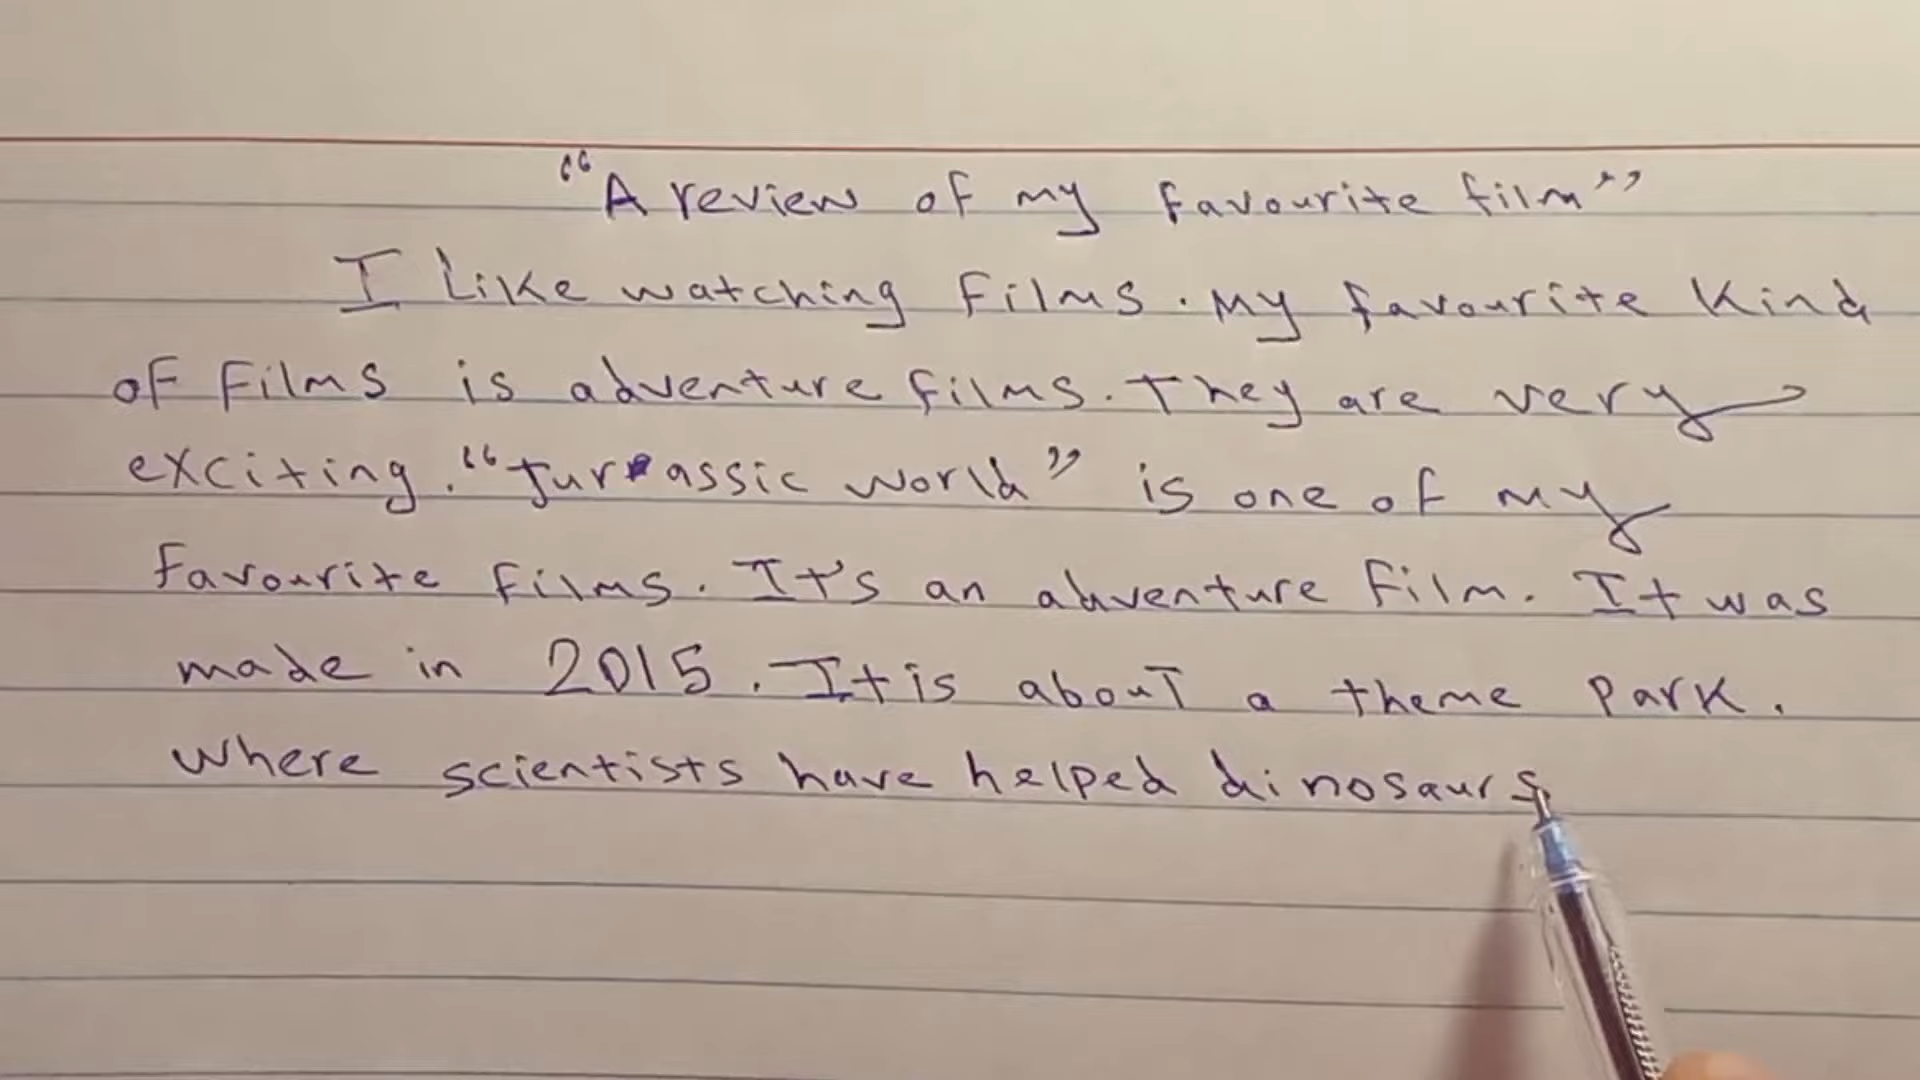 “A review of my favourite film”
I Like watching films. My favourite kind
of films is adventure films. They are very
exciting. “Jurassic world” is one of my
favourite films. It's an adventure film. It was
made in 2015. It is about a theme park.
where scientists have helped dinosaurs